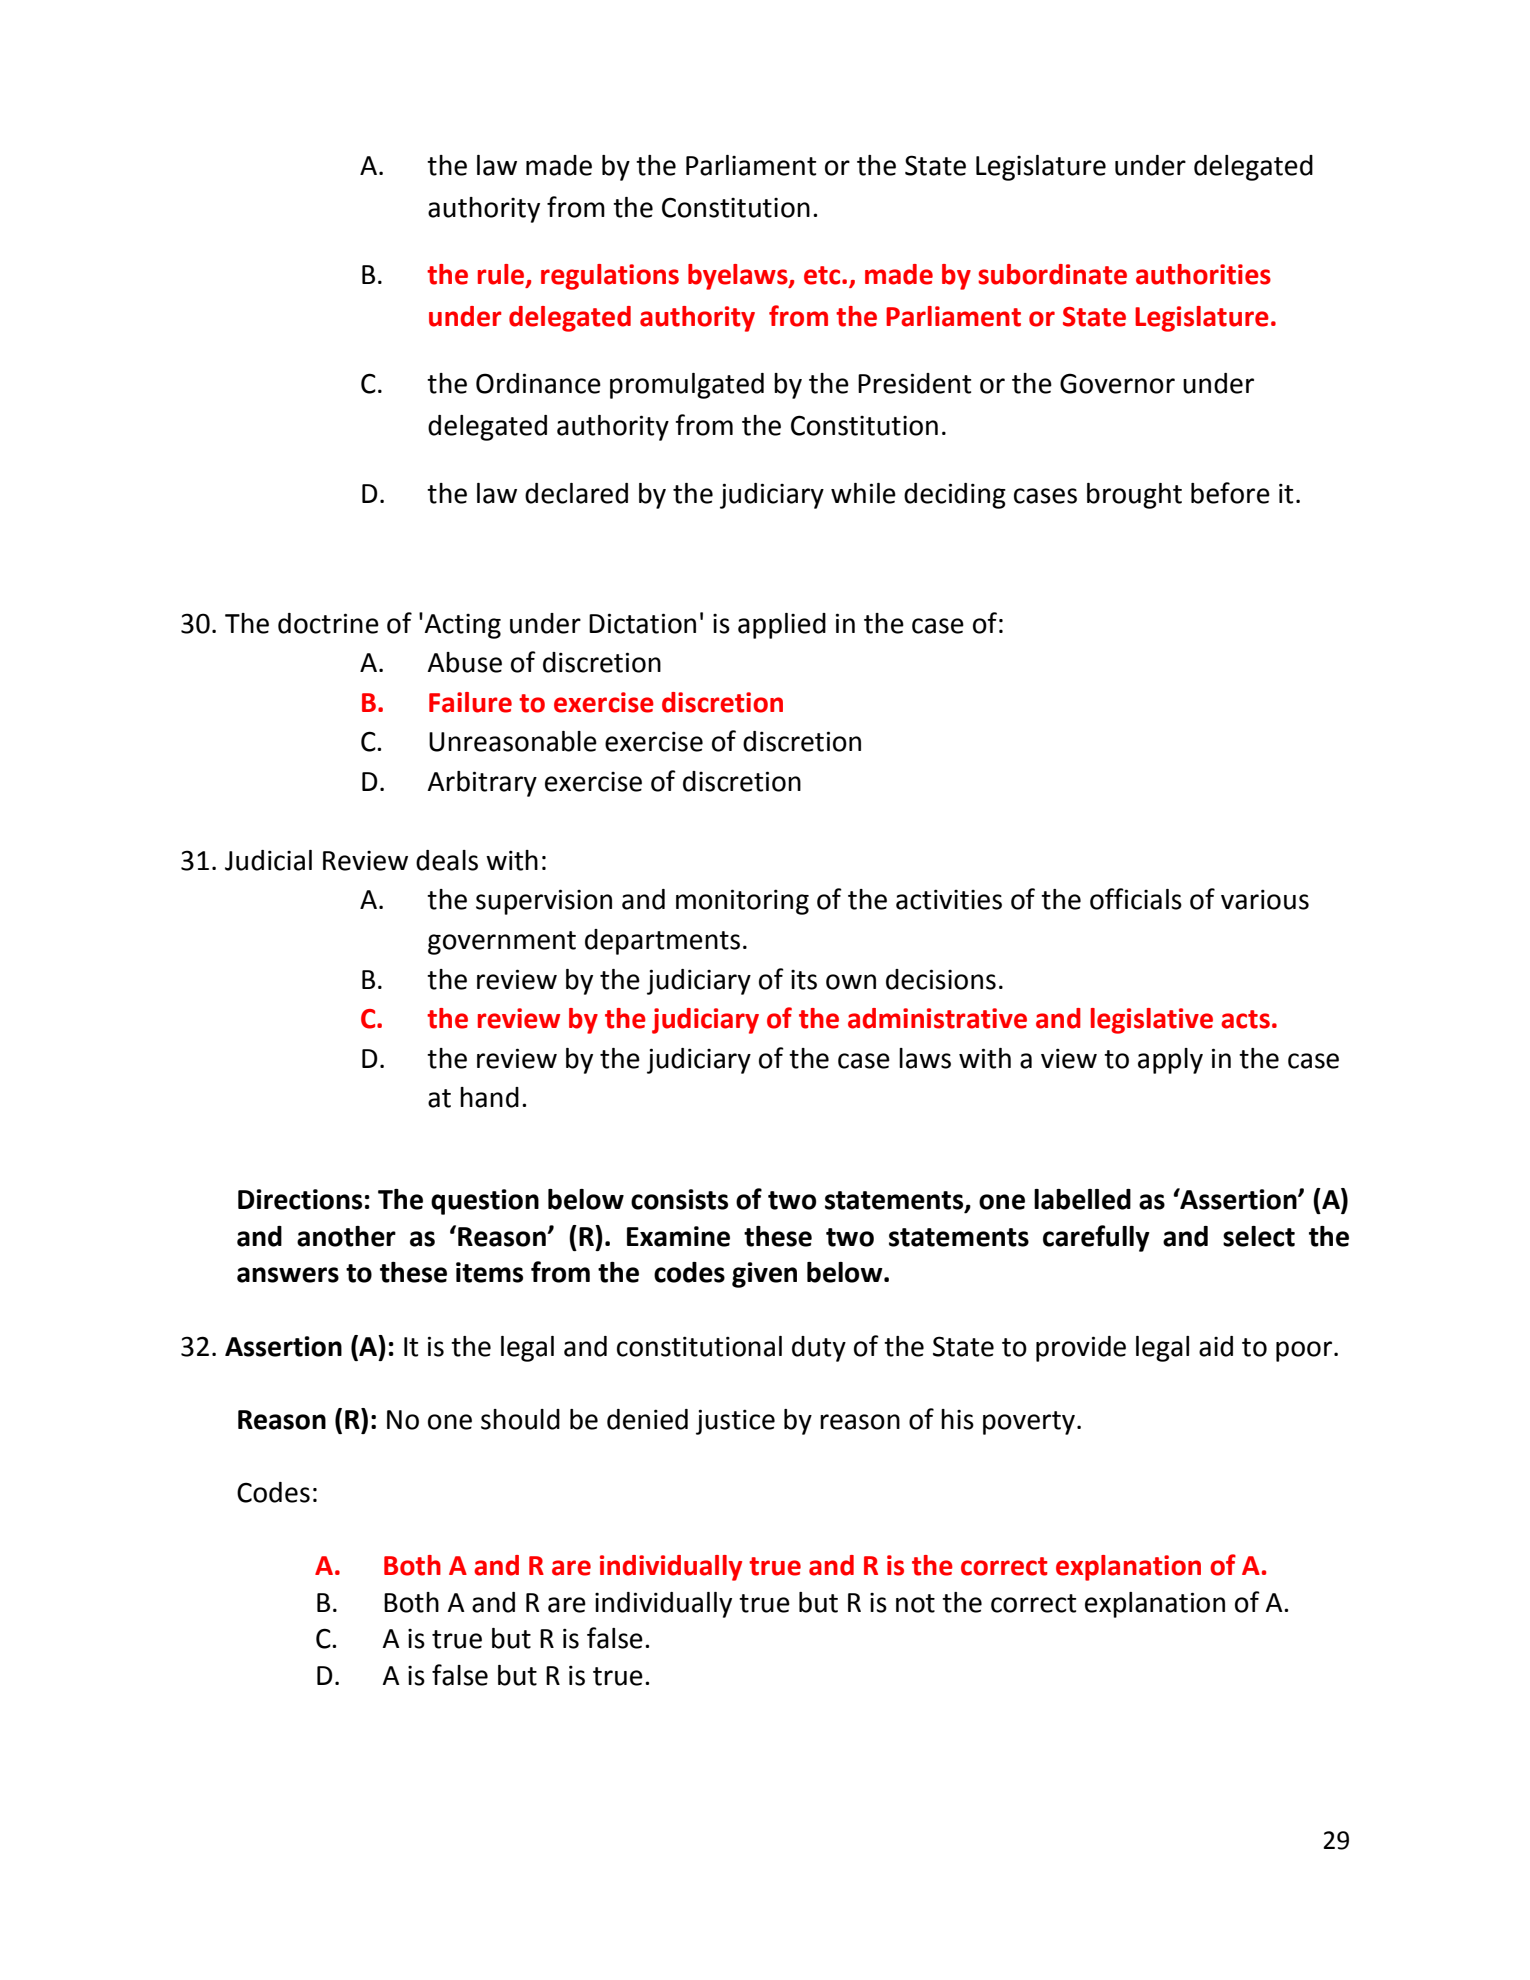 A. the law made by the Parliament or the State Legislature under delegated
authority from the Constitution.
B. the rule, regulations byelaws, etc., made by subordinate authorities
under delegated authority  from the Parliament or State Legislature.
C. the Ordinance promulgated by the President or the Governor under
delegated authority from the Constitution.
D. the law declared by the judiciary while deciding cases brought before it.
30. The doctrine of 'Acting under Dictation' is applied in the case of:
A. Abuse of discretion
B. Failure to exercise discretion
C. Unreasonable exercise of discretion
D. Arbitrary exercise of discretion
31. Judicial Review deals with:
A. the supervision and monitoring of the activities of the officials of various
government departments.
B. the review by the judiciary of its own decisions.
C. the review by the judiciary of the administrative and legislative acts.
D. the review by the judiciary of the case laws with a view to apply in the case
at hand.
Directions: The question below consists of two statements, one labelled as ‘Assertion’ (A)
and another as ‘Reason’ (R). Examine these two statements carefully and select the
answers to these items from the  codes given below.
32. Assertion (A): It is the legal and constitutional duty of the State to provide legal aid to poor.
Reason (R): No one should be denied justice by reason of his poverty.
Codes:
A. Both A and R are individually true and R is the correct explanation of A.
B. Both A and R are individually true but R is not the correct explanation of A.
C. A is true but R is false.
D. A is false but R is true.
29